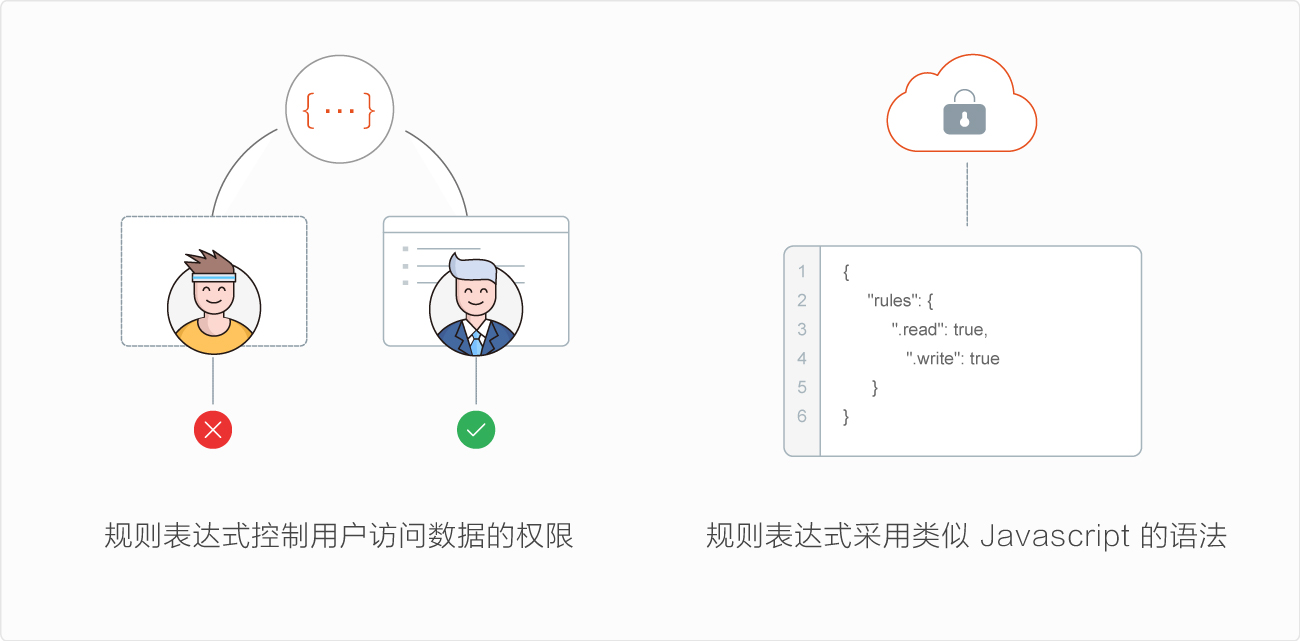 { ··· }
1 {
2 "rules": {
3 ".read": true,
4 ".write": true
5 }
6 }
规则表达式控制用户访问数据的权限
规则表达式采用类似 Javascript 的语法